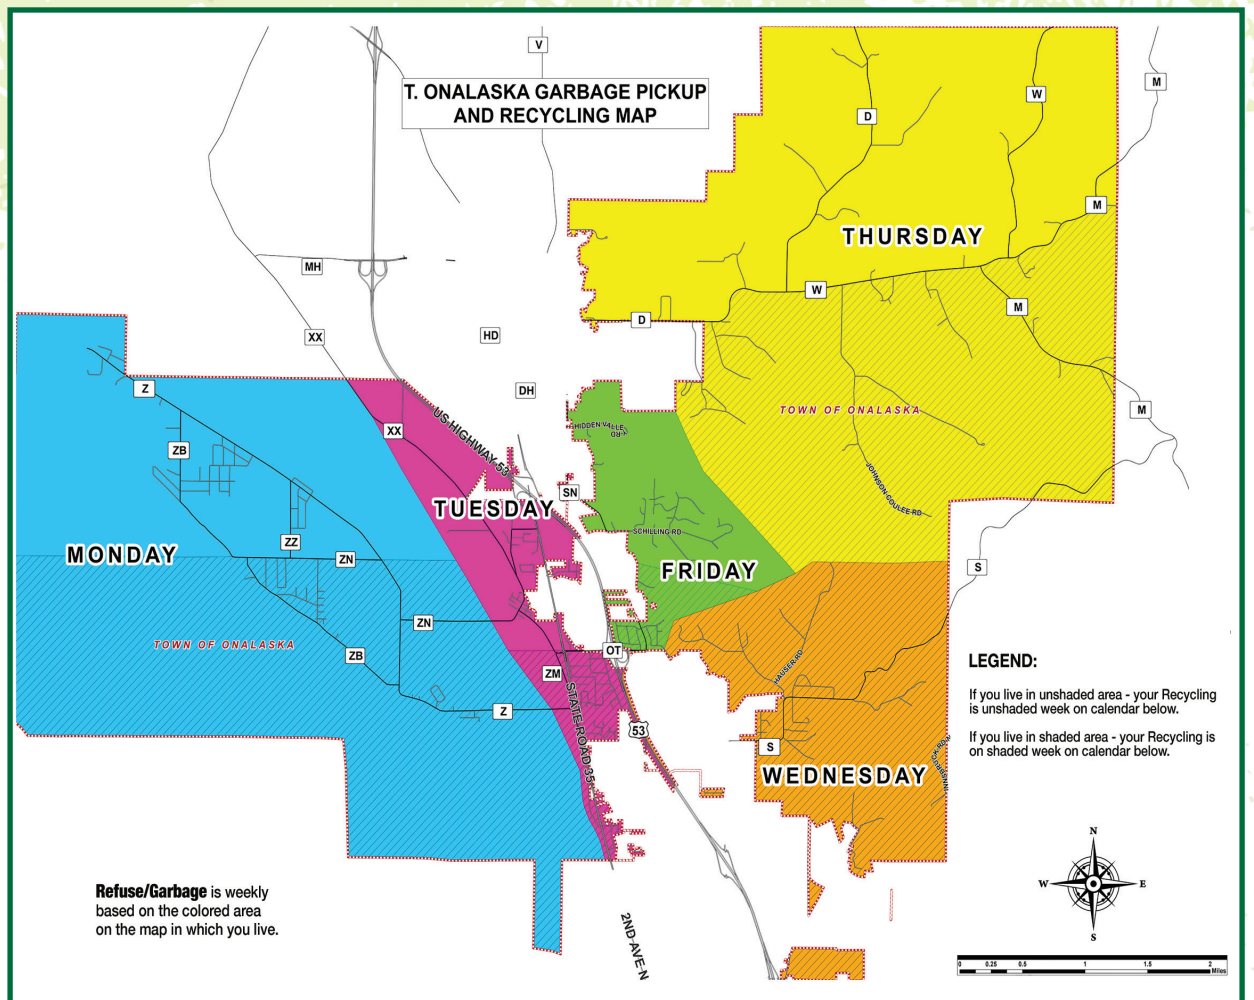 V
T. ONALASKA GARBAGE PICKUP
AND RECYCLING MAP
W
M
D
M
THURSDAY
MH
W
M
D
XX
HD
Z
DH
M
TOWN OF ONALASKA
US HIGHWAY 53
XX
HIDDEN VALLE
RD
ZB
SN
JOHNSON COULEE RD
TUESDAY
SCHILLING RD
ZZ
MONDAY
ZN
FRIDAY
S
ZN
TOWN OF ONALASKA
ZB
OT
HAUSER RD
ZM
LEGEND:
If you live in unshaded area - your Recycling
is unshaded week on calendar below.
If you live in shaded area - your Recycling is
on shaded week on calendar below.
Z
STATE ROAD 35
53
S
WEDNESDAY
Refuse/Garbage is weekly
based on the colored area
on the map in which you live.
2ND AVE N
N
W
E
S
0 0.25 0.5 1 1.5 2
Miles